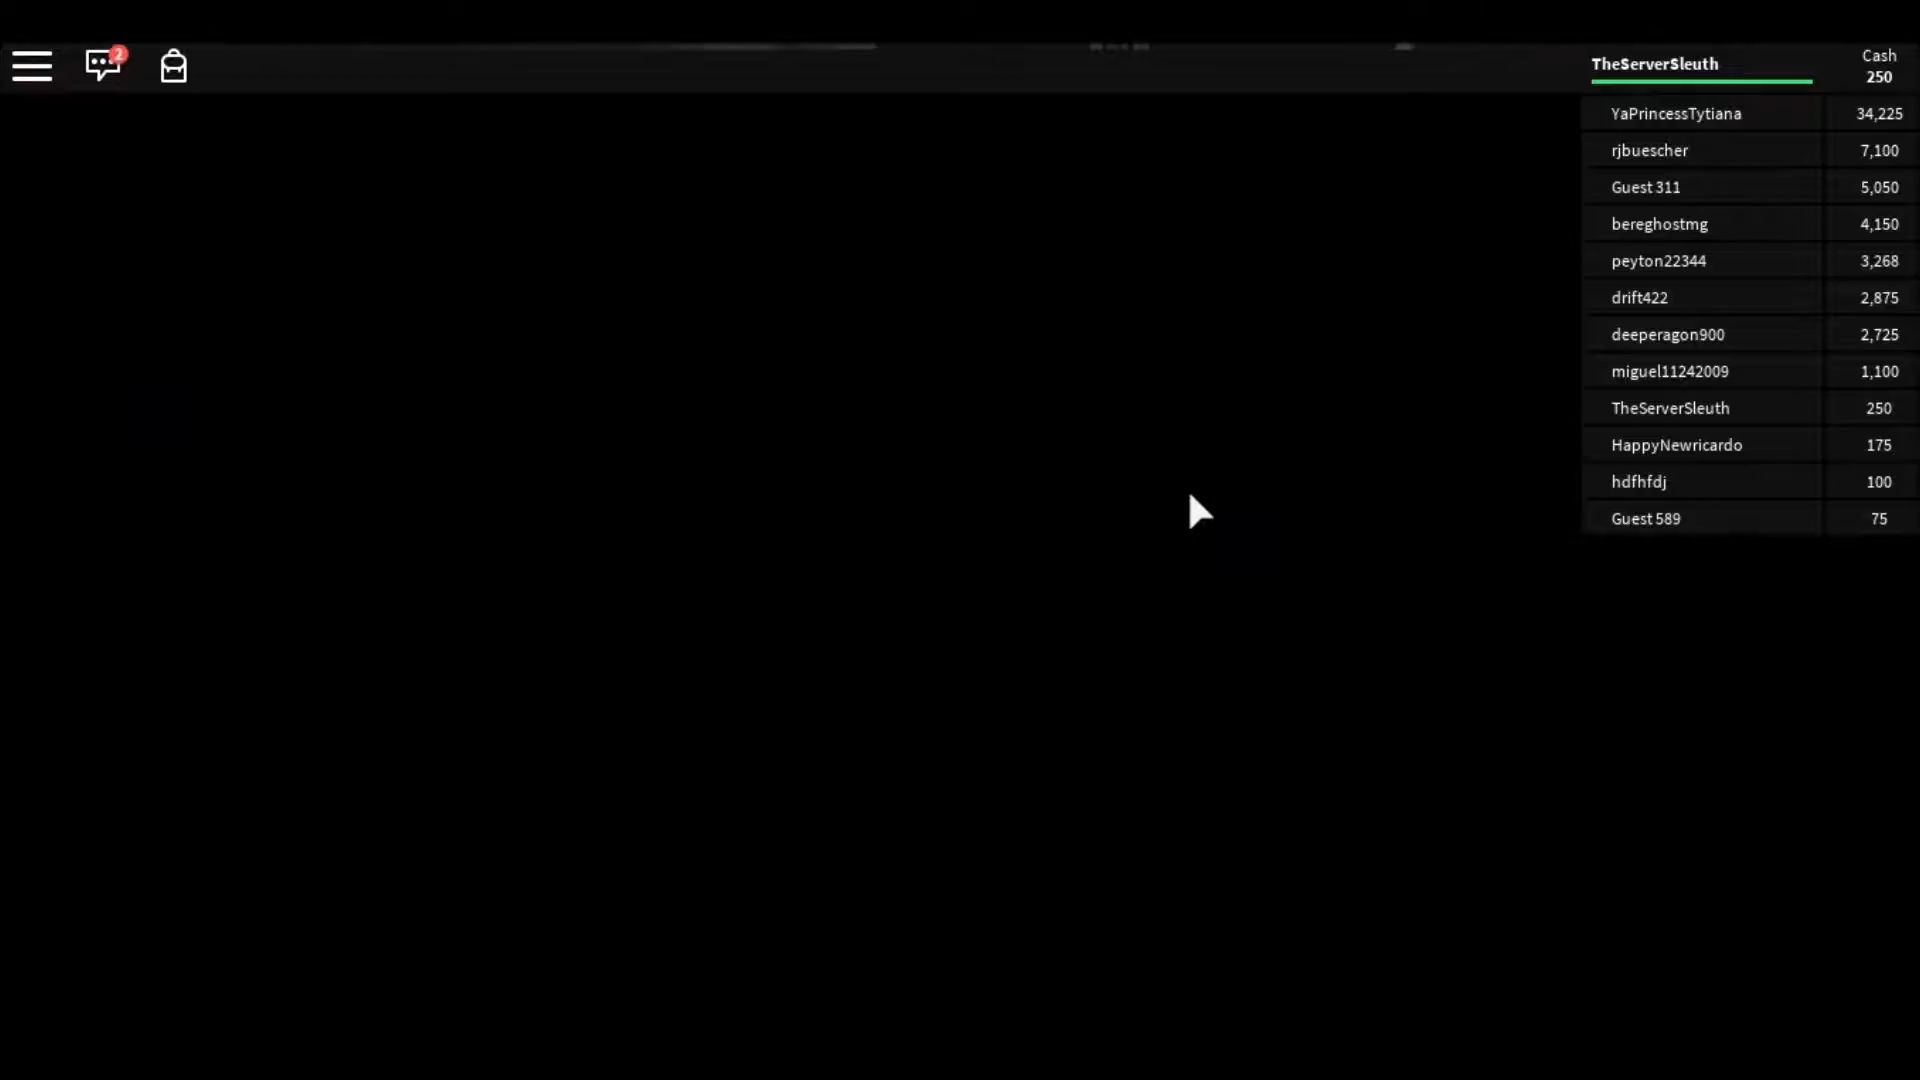 2
TheServerSleuth
Cash
250
YaPrincessTytiana 34,225
rjbuescher 7,100
Guest 311 5,050
bereghostmg 4,150
peyton22344 3,268
drift422 2,875
deeperagon900 2,725
miguel11242009 1,100
TheServerSleuth 250
HappyNewricardo 175
hdfhfdj 100
Guest 589 75